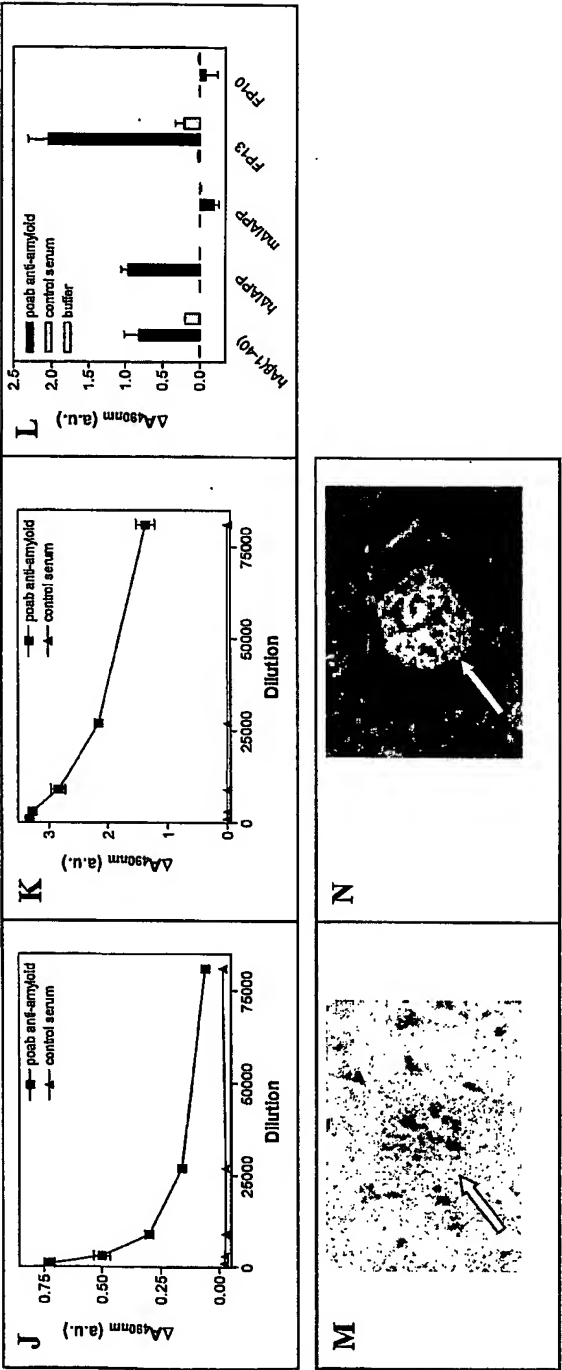 J
0.75
0.50
0.25
0.00
ΔA490nm (a.u.)
poab anti-amyloid
control serum
0
25000
50000
75000
Dilution
K
3
2
1
0
ΔA490nm (a.u.)
poab anti-amyloid
control serum
0
25000
50000
75000
Dilution
L
2.5
2.0
1.5
1.0
0.5
0.0
ΔA490nm (a.u.)
poab anti-amyloid
control serum
buffer
hAβ(1-40)
hΔIAPP
mΔIAPP
FP13
FP10
M
N